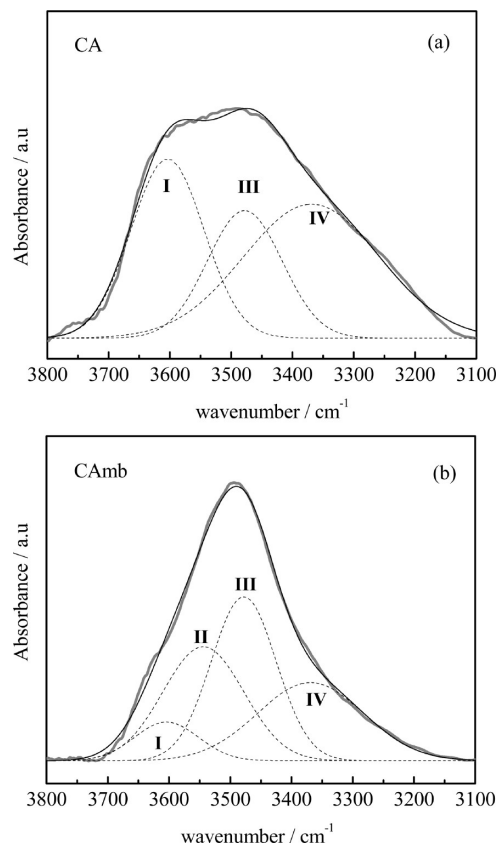 CA
(a)
I
III
IV
Absorbance / a.u
3800 3700 3600 3500 3400 3300 3200 3100
wavenumber / cm-1
CAmb
(b)
III
II
I
IV
Absorbance / a.u
3800 3700 3600 3500 3400 3300 3200 3100
wavenumber / cm-1